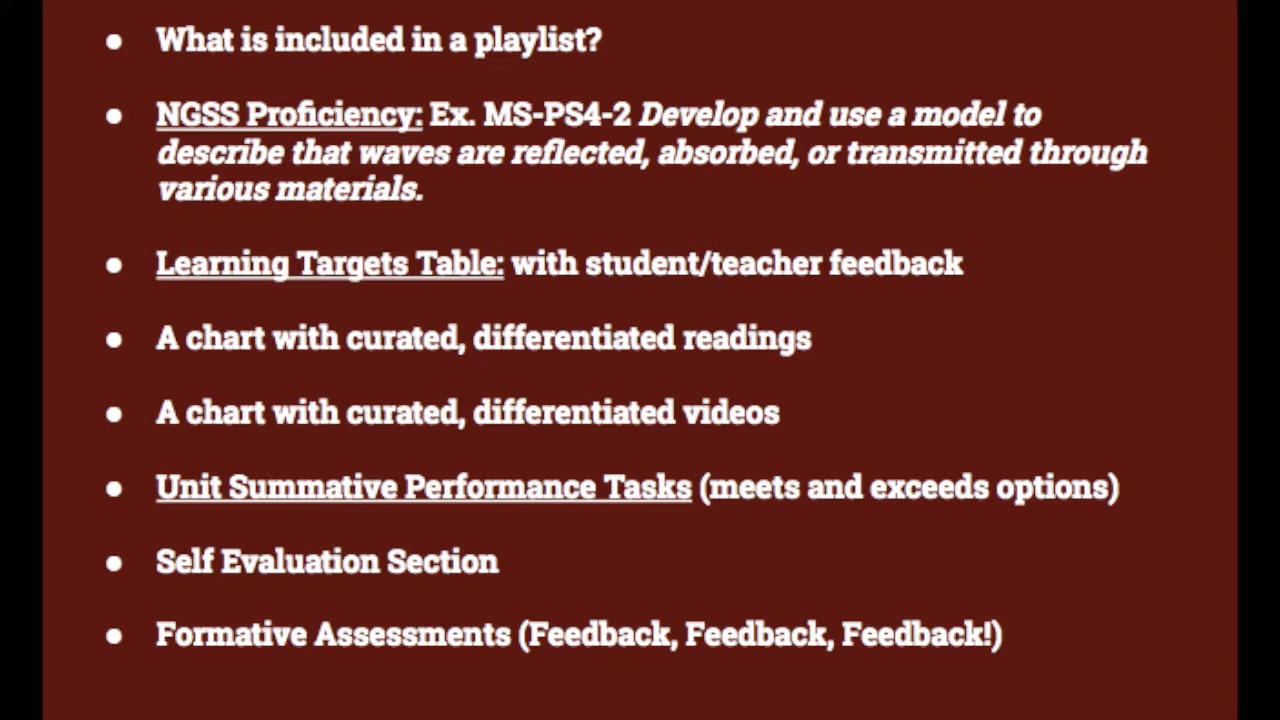 ● What is included in a playlist?
● NGSS Proficiency: Ex. MS-PS4-2 Develop and use a model to
describe that waves are reflected, absorbed, or transmitted through
various materials.
● Learning Targets Table: with student/teacher feedback
● A chart with curated, differentiated readings
● A chart with curated, differentiated videos
● Unit Summative Performance Tasks (meets and exceeds options)
● Self Evaluation Section
● Formative Assessments (Feedback, Feedback, Feedback!)